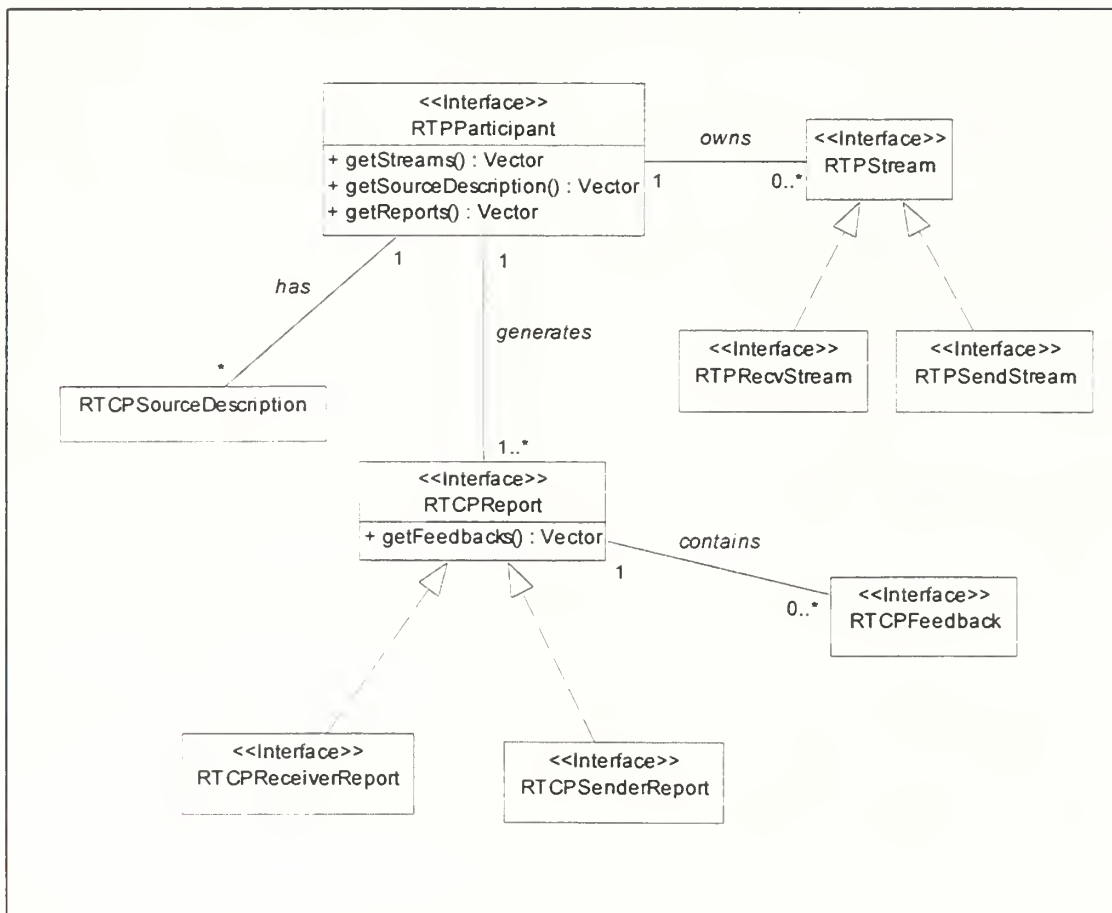 <<Interface>>
RTPParticipant
+ getStreams() : Vector
+ getSourceDescription() : Vector
+ getReports() : Vector
owns
1
0..*
<<Interface>>
RTPStream
1
1
has
generates
<<Interface>>
RTPRecvStream
<<Interface>>
RTPSendStream
*
RTCPSourceDescription
1..*
<<Interface>>
RTCPReport
+ getFeedbacks() : Vector
contains
1
0..*
<<Interface>>
RTCPFeedback
<<Interface>>
RTCPReceiverReport
<<Interface>>
RTCPSenderReport